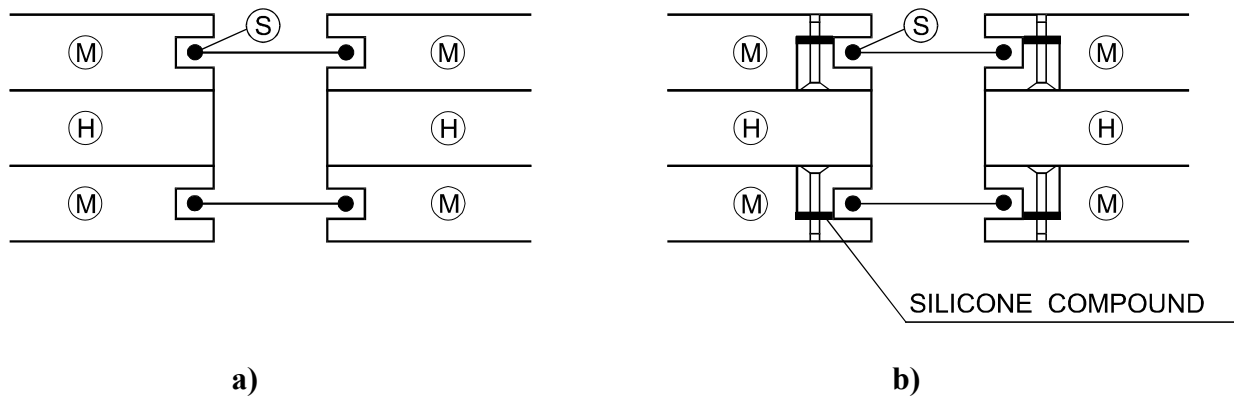 S S
M M M M
H H H H
M M M M
SILICONE COMPOUND
a) b)